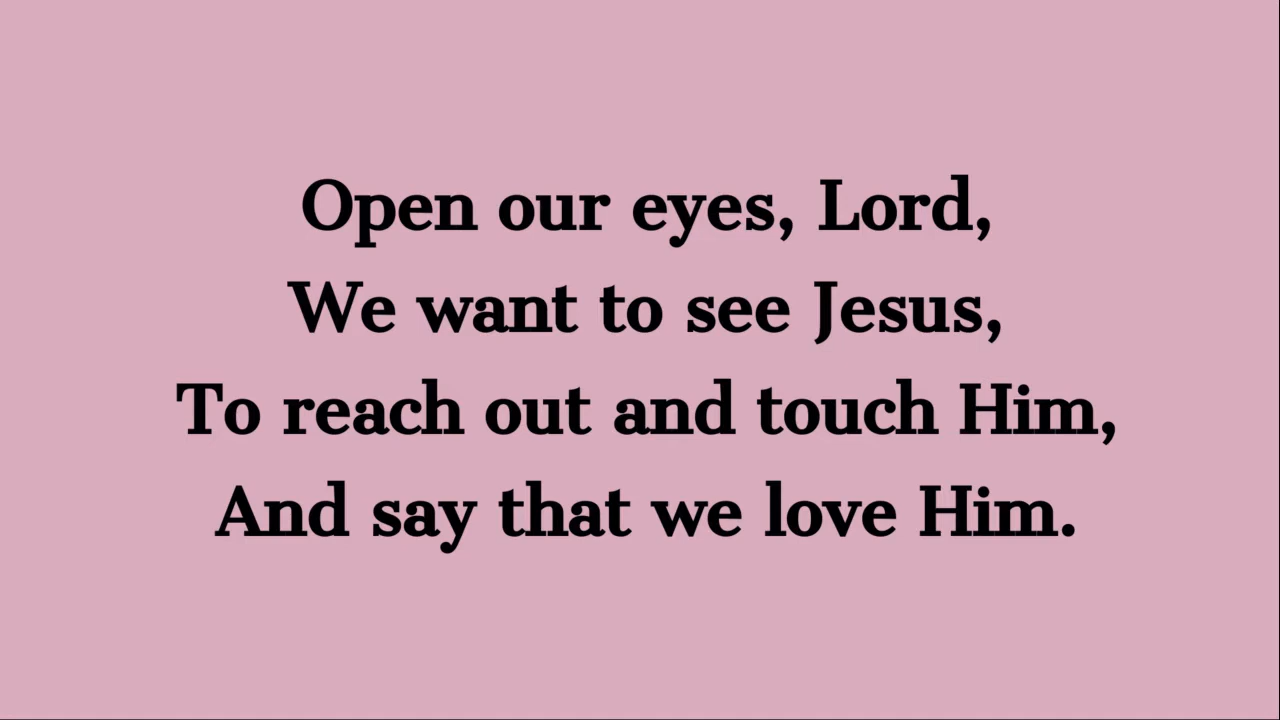 Open our eyes, Lord,
We want to see Jesus,
To reach out and touch Him,
And say that we love Him.